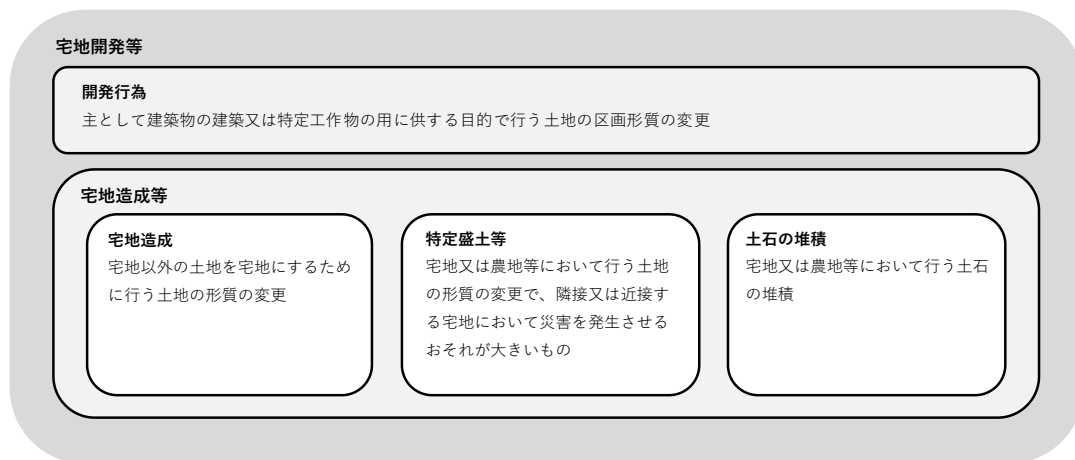 宅地開発等
開発行為
主として建築物の建築又は特定工作物の用に供する目的で行う土地の区画形質の変更
宅地造成等
宅地造成
宅地以外の土地を宅地にするため
に行う土地の形質の変更
特定盛土等
宅地又は農地等において行う土地
の形質の変更で、隣接又は近接す
る宅地において災害を発生させる
おそれが大きいもの
土石の堆積
宅地又は農地等において行う土石
の堆積